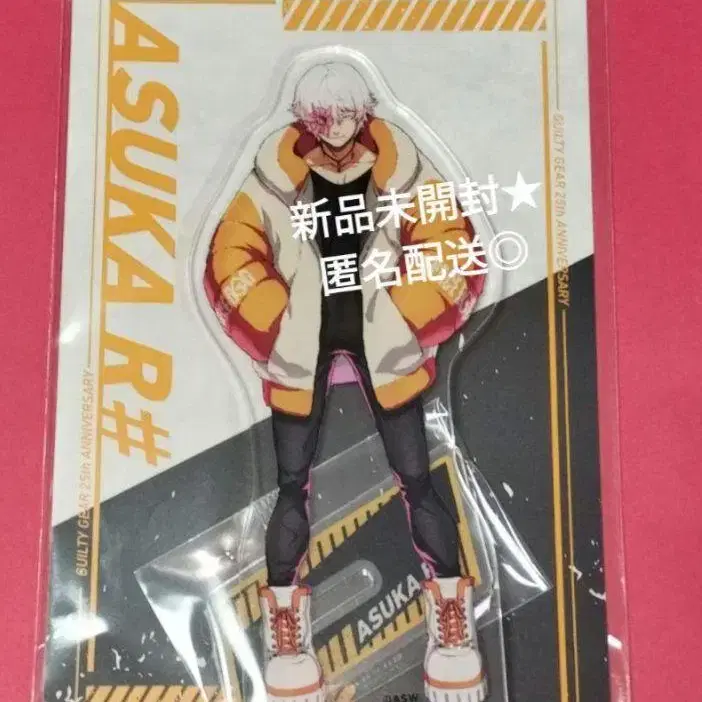 ASUKA R#
GUILTY GEAR 25th ANNIVERSARY
GUILTY GEAR 25th ANNIVERSARY
新品未開封★
匿名配送◎
ASUKA
©ASW